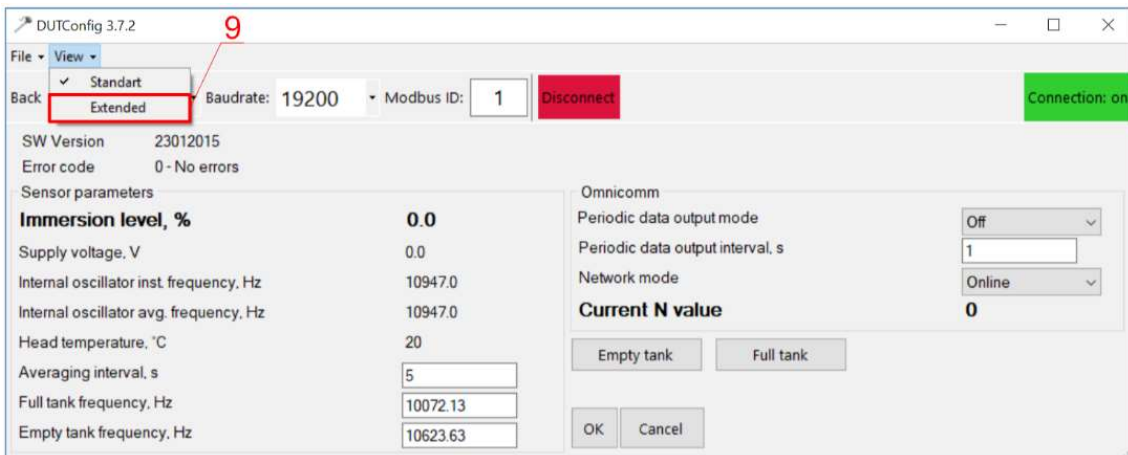 DUTConfig 3.7.2
9
File View
Standart
Extended
Back Baudrate: 19200 Modbus ID: 1 Disconnect Connection: on
SW Version 23012015
Error code 0 - No errors
Sensor parameters
Immersion level, % 0.0
Supply voltage, V 0.0
Internal oscillator inst. frequency, Hz 10947.0
Internal oscillator avg. frequency, Hz 10947.0
Head temperature, °C 20
Averaging interval, s 5
Full tank frequency, Hz 10072.13
Empty tank frequency, Hz 10623.63
Omnicomm
Periodic data output mode Off
Periodic data output interval, s 1
Network mode Online
Current N value 0
Empty tank Full tank
OK Cancel